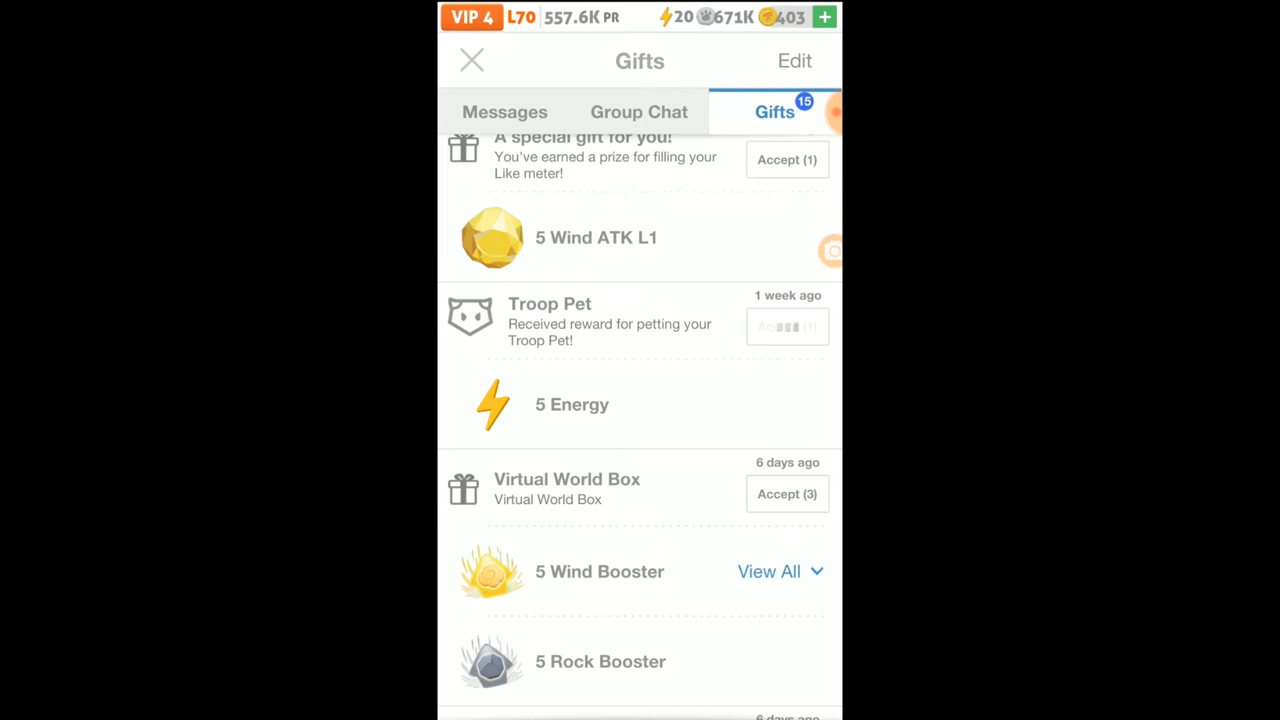 VIP 4 L70 557.6K PR 20 671K 403 +
Gifts Edit
Messages Group Chat Gifts 15
A special gift for you!
You've earned a prize for filling your
Like meter!
Accept (1)
5 Wind ATK L1
1 week ago
Troop Pet
Received reward for petting your
Troop Pet!
5 Energy
6 days ago
Virtual World Box
Virtual World Box
Accept (3)
5 Wind Booster View All
5 Rock Booster
6 days ago